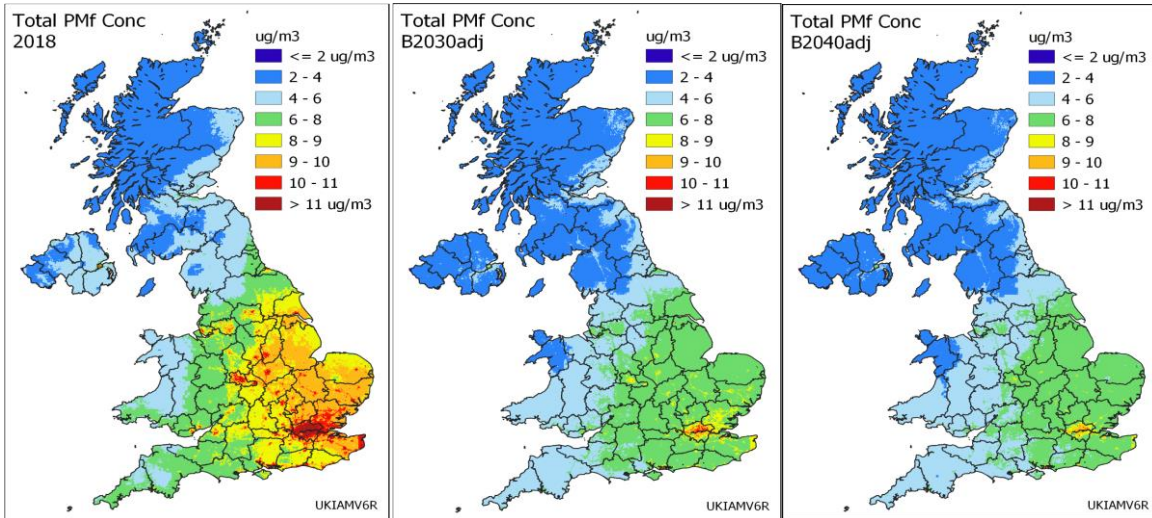 Total PMf Conc
2018
ug/m3
<= 2 ug/m3
2 - 4
4 - 6
6 - 8
8 - 9
9 - 10
10 - 11
> 11 ug/m3
UKIAMV6R
Total PMf Conc
B2030adj
ug/m3
<= 2 ug/m3
2 - 4
4 - 6
6 - 8
8 - 9
9 - 10
10 - 11
> 11 ug/m3
UKIAMV6R
Total PMf Conc
B2040adj
ug/m3
<= 2 ug/m3
2 - 4
4 - 6
6 - 8
8 - 9
9 - 10
10 - 11
> 11 ug/m3
UKIAMV6R